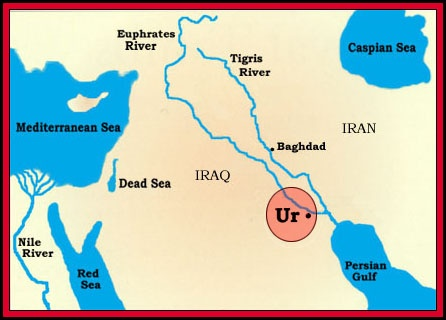 Euphrates
River
Tigris
River
Caspian Sea
Mediterranean Sea
Baghdad
IRAN
IRAQ
Dead Sea
Ur
Nile
River
Red
Sea
Persian
Gulf